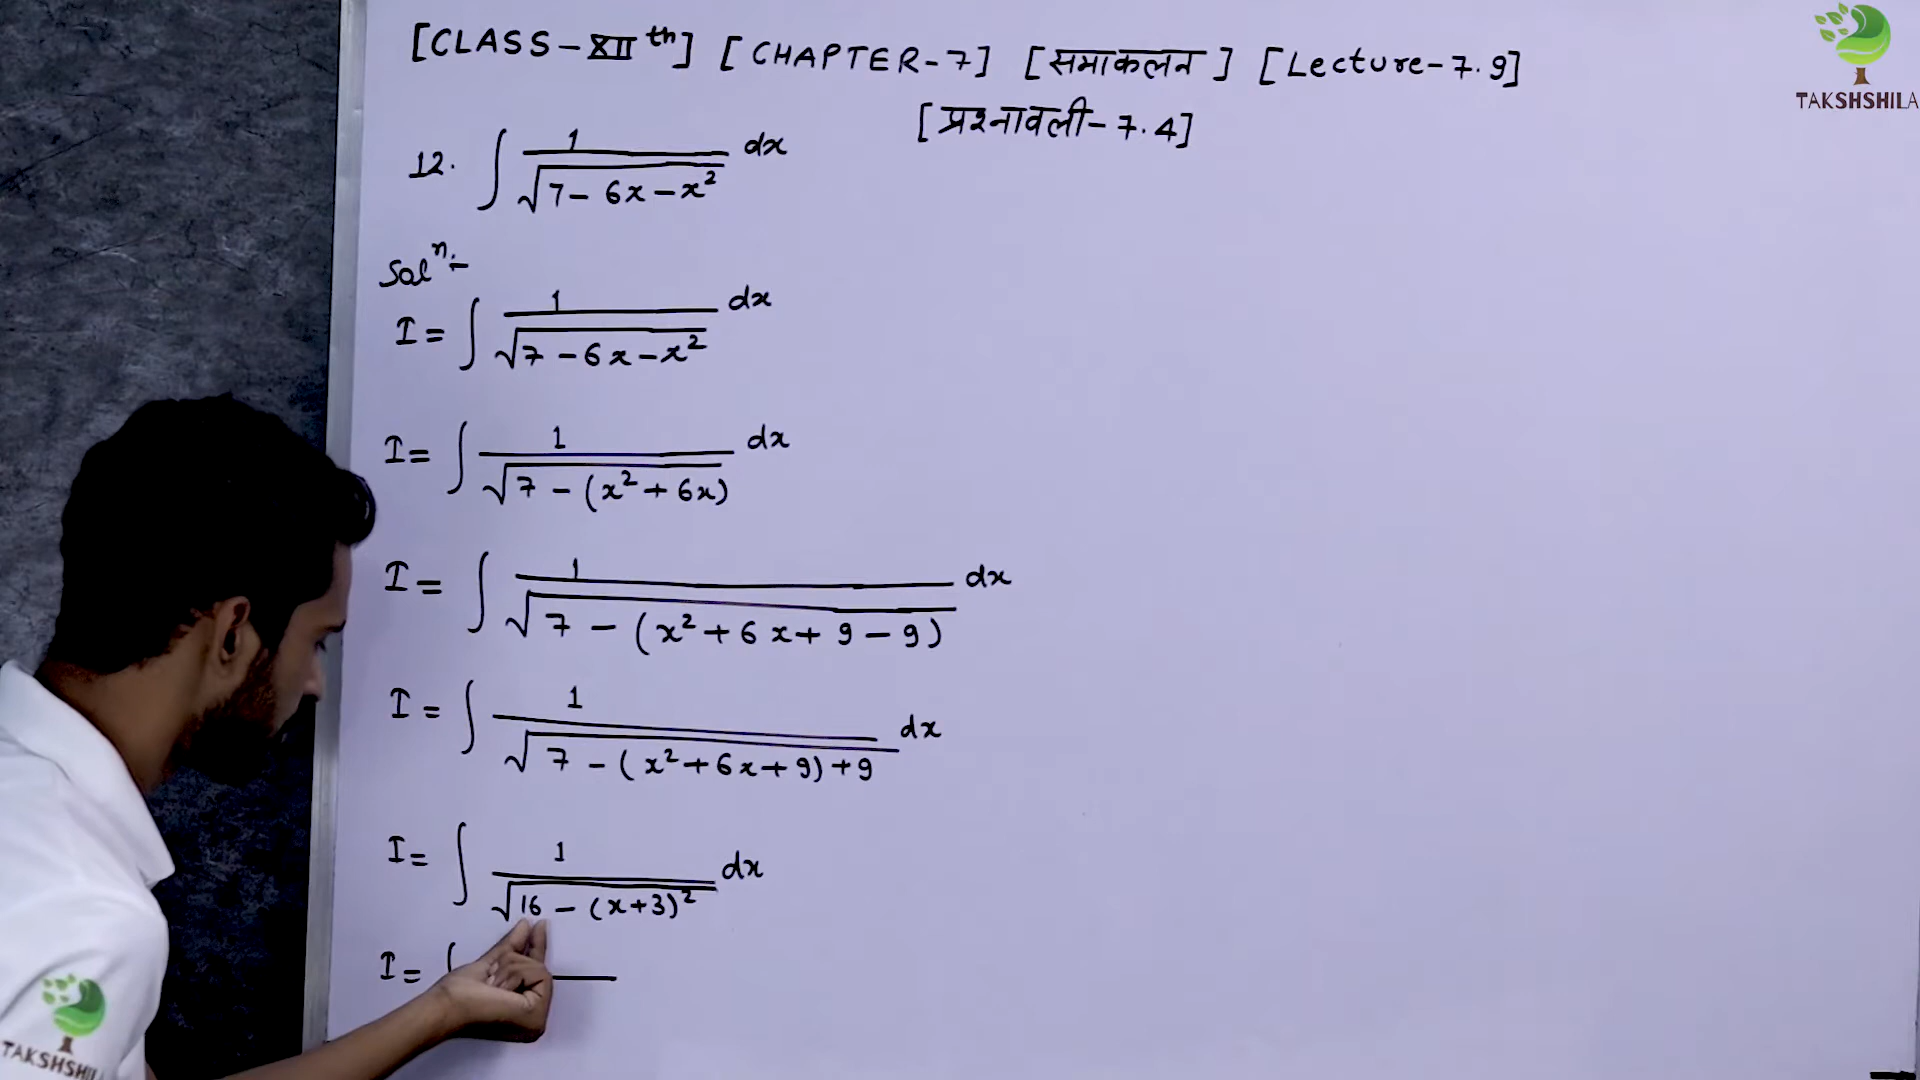 [CLASS-XIIth] [CHAPTER-7] [समाकलन] [Lecture-7.9]
[प्रश्नावली-7.4]
TAKSHSHILA
12. ∫ 1/√(7-6x-x²) dx
Solⁿ:-
I = ∫ 1/√(7-6x-x²) dx
I = ∫ 1/√(7-(x²+6x)) dx
I = ∫ 1/√(7-(x²+6x+9-9)) dx
I = ∫ 1/√(7-(x²+6x+9)+9) dx
I = ∫ 1/√(16-(x+3)²) dx
I = ∫
TAKSHSHIL